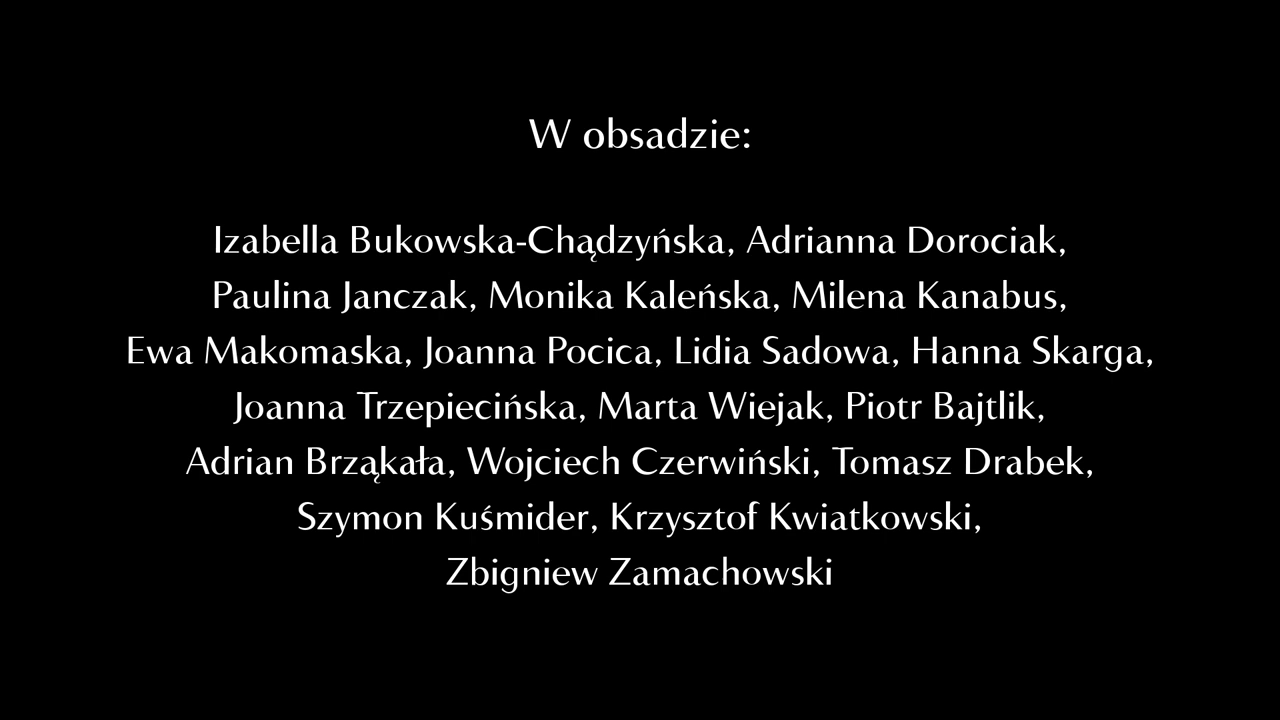 W obsadzie:
Izabella Bukowska-Chądzyńska, Adrianna Dorociak,
Paulina Janczak, Monika Kaleńska, Milena Kanabus,
Ewa Makomaska, Joanna Pocica, Lidia Sadowa, Hanna Skarga,
Joanna Trzepiecińska, Marta Wiejak, Piotr Bajtlik,
Adrian Brząkała, Wojciech Czerwiński, Tomasz Drabek,
Szymon Kuśmider, Krzysztof Kwiatkowski,
Zbigniew Zamachowski